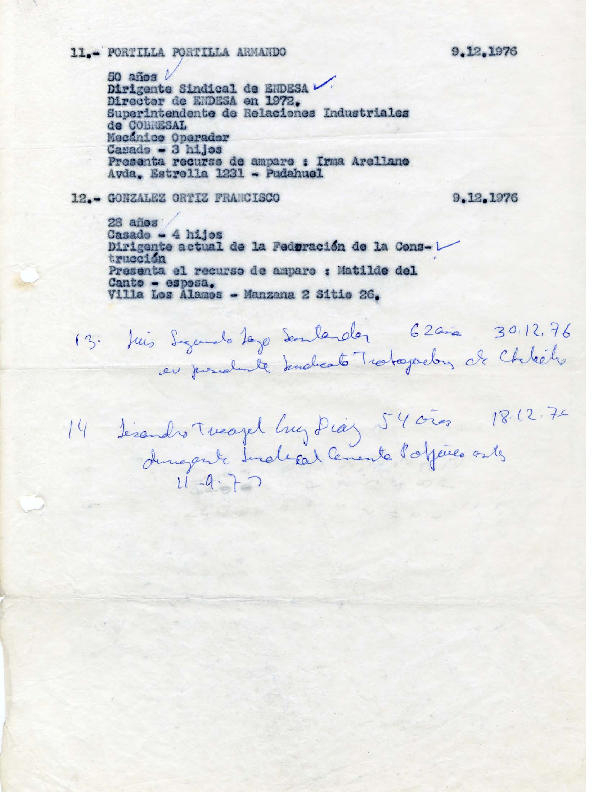 11.- PORTILLA PORTILLA ARMANDO 9.12.1976
50 años
Dirigente Sindical de ENDESA
Director de ENDESA en 1972.
Superintendente de Relaciones Industriales
de COBRESAL
Mecánico Operador
Casado - 3 hijos
Presenta recurso de amparo : Irma Arellano
Avda. Estrella 1231 - Pudahuel
12.- GONZALEZ ORTIZ FRANCISCO 9.12.1976
28 años
Casado - 4 hijos
Dirigente actual de la Federación de la Cons-
trucción
Presenta el recurso de amparo : Matilde del
Canto - esposa.
Villa Los Alamos - Manzana 2 Sitio 26.
13. Luis Segundo Lazo Santander 62 años 30.12.76
ex presidente Sindicato Trabajadores de
14 Lisandro Tucapel Cruz Díaz 54 años 18.12.76
dirigente Sindical Cemento antes
11-9-73